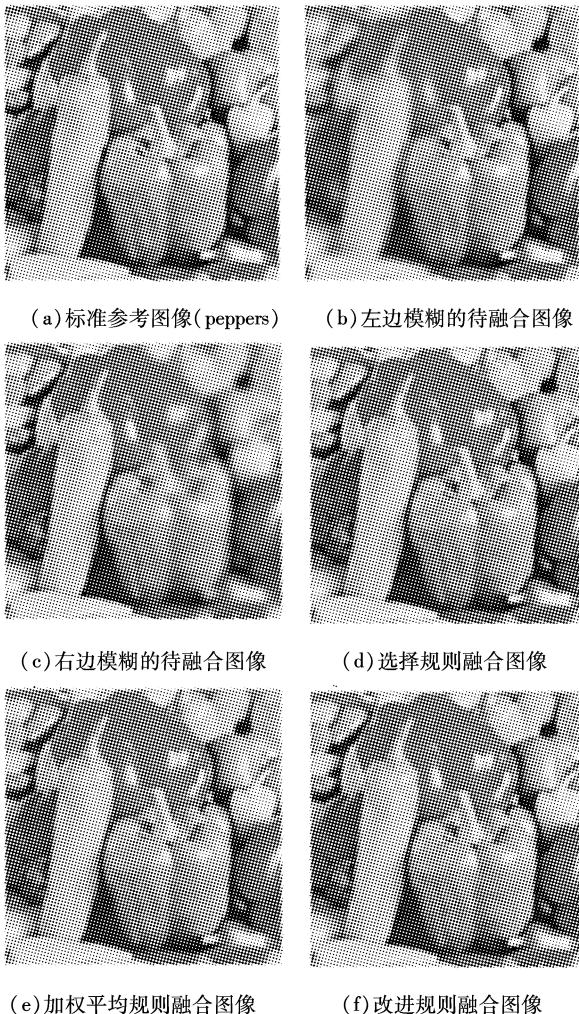 (a)标准参考图像(peppers)
(b)左边模糊的待融合图像
(c)右边模糊的待融合图像
(d)选择规则融合图像
(e)加权平均规则融合图像
(f)改进规则融合图像